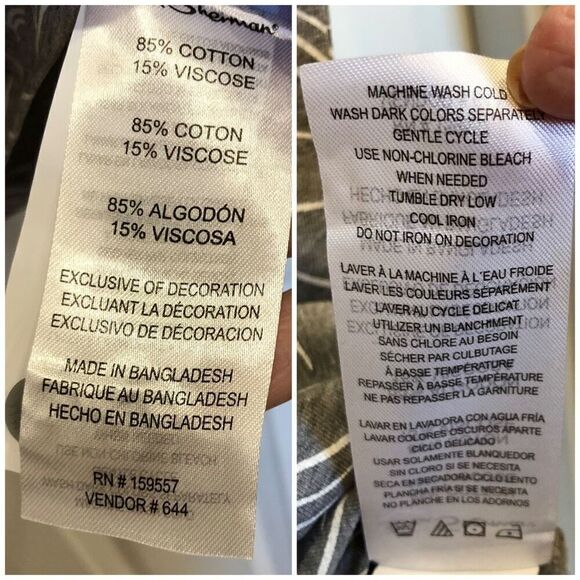 Sherman
85% COTTON
15% VISCOSE
85% COTON
15% VISCOSE
85% ALGODÓN
15% VISCOSA
EXCLUSIVE OF DECORATION
EXCLUANT LA DÉCORATION
EXCLUSIVO DE DÉCORACION
MADE IN BANGLADESH
FABRIQUE AU BANGLADESH
HECHO EN BANGLADESH
RN # 159557
VENDOR # 644
MACHINE WASH COLD
WASH DARK COLORS SEPARATELY
GENTLE CYCLE
USE NON-CHLORINE BLEACH
WHEN NEEDED
TUMBLE DRY LOW
COOL IRON
DO NOT IRON ON DECORATION
LAVER À LA MACHINE À L'EAU FROIDE
LAVER LES COULEURS SÉPARÉMENT
LAVER AU CYCLE DÉLICAT
UTILIZER UN BLANCHIMENT
SANS CHLORE AU BESOIN
SÉCHER PAR CULBUTAGE
À BASSE TEMPÉRATURE
REPASSER À BASSE TEMPÉRATURE
NE PAS REPASSER LA GARNITURE
LAVAR EN LAVADORA CON AGUA FRÍA
LAVAR COLORES OSCUROS APARTE
CICLO DELICADO
USAR SOLAMENTE BLANQUEDOR
SIN CLORO SI SE NECESITA
SECA EN SECADORA CICLO LENTO
PLANCHA FRÍA SI SE NECESITA
NO PLANCHE EN LOS ADORNOS